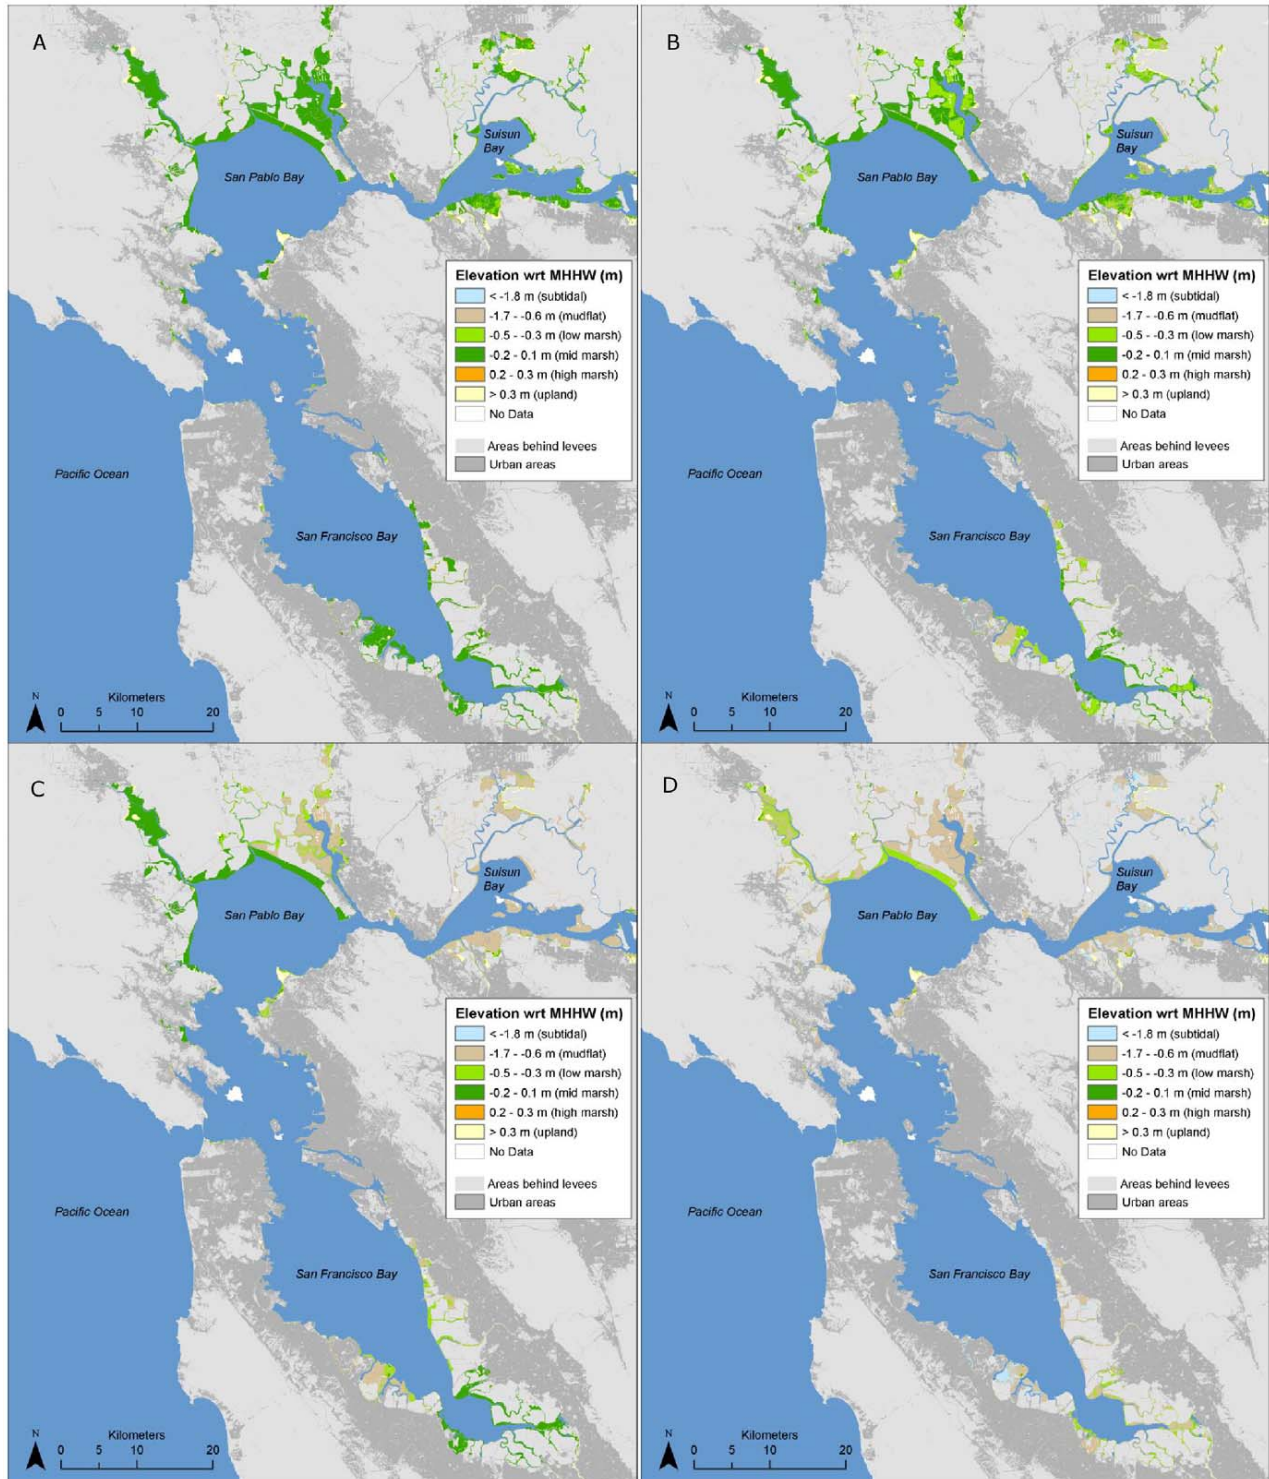 A
San Pablo Bay
Suisun
Bay
Elevation wrt MHHW (m)
< -1.8 m (subtidal)
-1.7 - -0.6 m (mudflat)
-0.5 - -0.3 m (low marsh)
-0.2 - 0.1 m (mid marsh)
0.2 - 0.3 m (high marsh)
> 0.3 m (upland)
No Data
Areas behind levees
Urban areas
Pacific Ocean
San Francisco Bay
N
Kilometers
0 5 10 20
B
San Pablo Bay
Suisun
Bay
Elevation wrt MHHW (m)
< -1.8 m (subtidal)
-1.7 - -0.6 m (mudflat)
-0.5 - -0.3 m (low marsh)
-0.2 - 0.1 m (mid marsh)
0.2 - 0.3 m (high marsh)
> 0.3 m (upland)
No Data
Areas behind levees
Urban areas
Pacific Ocean
San Francisco Bay
N
Kilometers
0 5 10 20
C
San Pablo Bay
Suisun
Bay
Elevation wrt MHHW (m)
< -1.8 m (subtidal)
-1.7 - -0.6 m (mudflat)
-0.5 - -0.3 m (low marsh)
-0.2 - 0.1 m (mid marsh)
0.2 - 0.3 m (high marsh)
> 0.3 m (upland)
No Data
Areas behind levees
Urban areas
Pacific Ocean
San Francisco Bay
N
Kilometers
0 5 10 20
D
San Pablo Bay
Suisun
Bay
Elevation wrt MHHW (m)
< -1.8 m (subtidal)
-1.7 - -0.6 m (mudflat)
-0.5 - -0.3 m (low marsh)
-0.2 - 0.1 m (mid marsh)
0.2 - 0.3 m (high marsh)
> 0.3 m (upland)
No Data
Areas behind levees
Urban areas
Pacific Ocean
San Francisco Bay
N
Kilometers
0 5 10 20